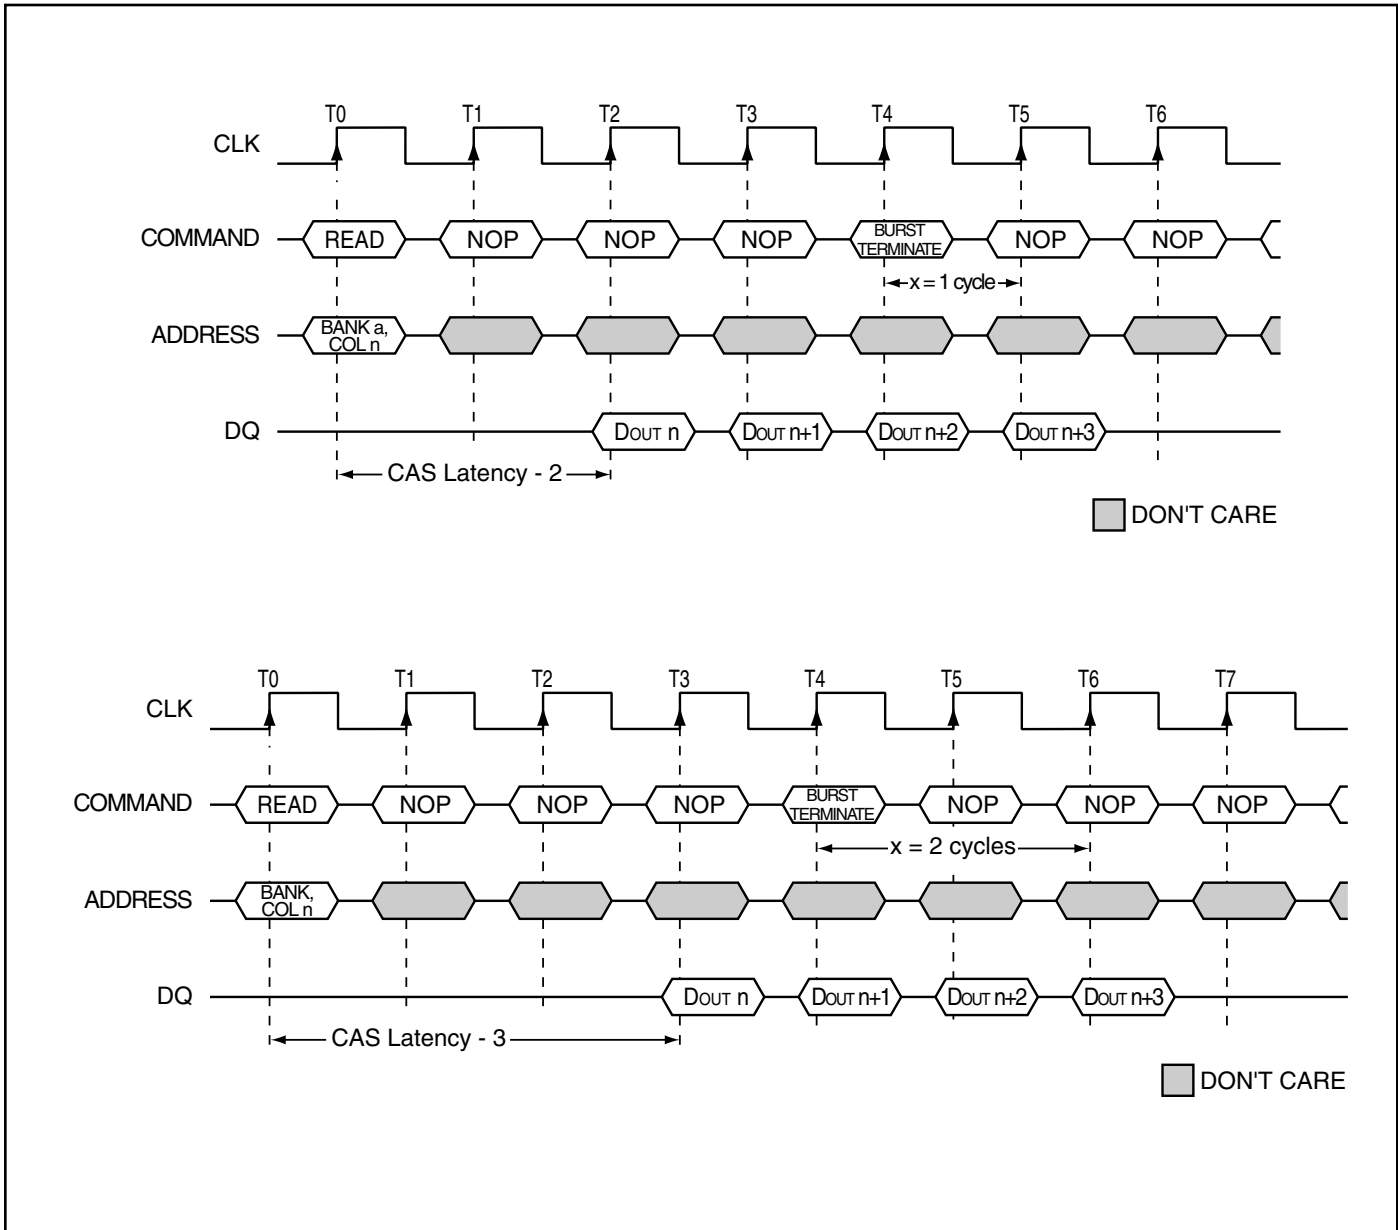 T0 T1 T2 T3 T4 T5 T6
CLK
COMMAND READ NOP NOP NOP BURST TERMINATE NOP NOP
x = 1 cycle
ADDRESS BANK a, COL n
DQ DOUT n DOUT n+1 DOUT n+2 DOUT n+3
CAS Latency - 2
DON'T CARE
T0 T1 T2 T3 T4 T5 T6 T7
CLK
COMMAND READ NOP NOP NOP BURST TERMINATE NOP NOP NOP
x = 2 cycles
ADDRESS BANK, COL n
DQ DOUT n DOUT n+1 DOUT n+2 DOUT n+3
CAS Latency - 3
DON'T CARE